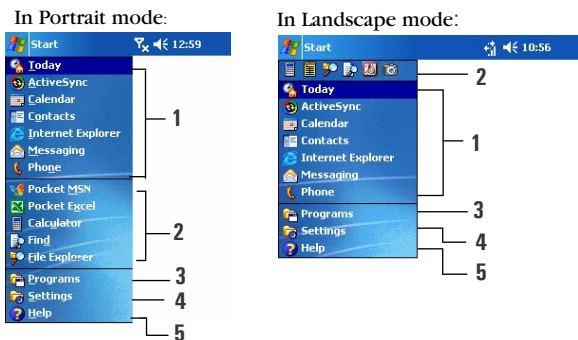 In Portrait mode:
Start 12:59
Today
ActiveSync
Calendar
Contacts
Internet Explorer
Messaging
Phone
1
Pocket MSN
Pocket Excel
Calculator
Find
File Explorer
2
Programs
3
Settings
4
Help
5
In Landscape mode:
Start 10:56
2
Today
ActiveSync
Calendar
Contacts
Internet Explorer
Messaging
Phone
1
Programs
3
Settings
4
Help
5